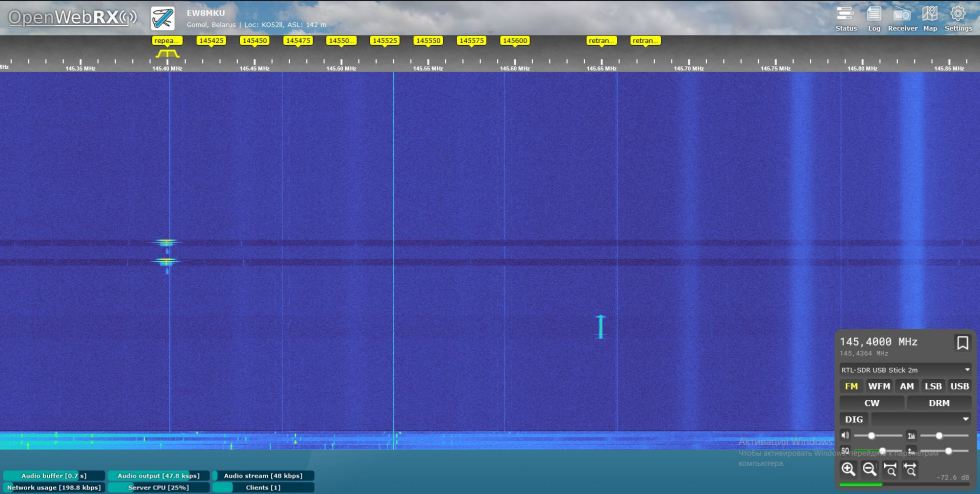 OpenWebRX
EW8MKU
Gomel, Belarus | Loc: KO52ll, ASL: 142 m
Status Log Receiver Map Settings
repea... 145425 145450 145475 14550... 145525 145550 145575 145600 retran... retran...
145.35 MHz 145.40 MHz 145.45 MHz 145.50 MHz 145.55 MHz 145.60 MHz 145.65 MHz 145.70 MHz 145.75 MHz 145.80 MHz 145.85 MHz
145,4000 MHz
145,4364 MHz
RTL-SDR USB Stick 2m
FM WFM AM LSB USB
CW DRM
DIG
SQ
-72.6 dB
Активация Windows
Чтобы активировать Windows, перейдите к параметрам
компьютера.
Audio buffer [0.7 s] Audio output [47.8 ksps] Audio stream [48 kbps]
Network usage [198.8 kbps] Server CPU [25%] Clients [1]